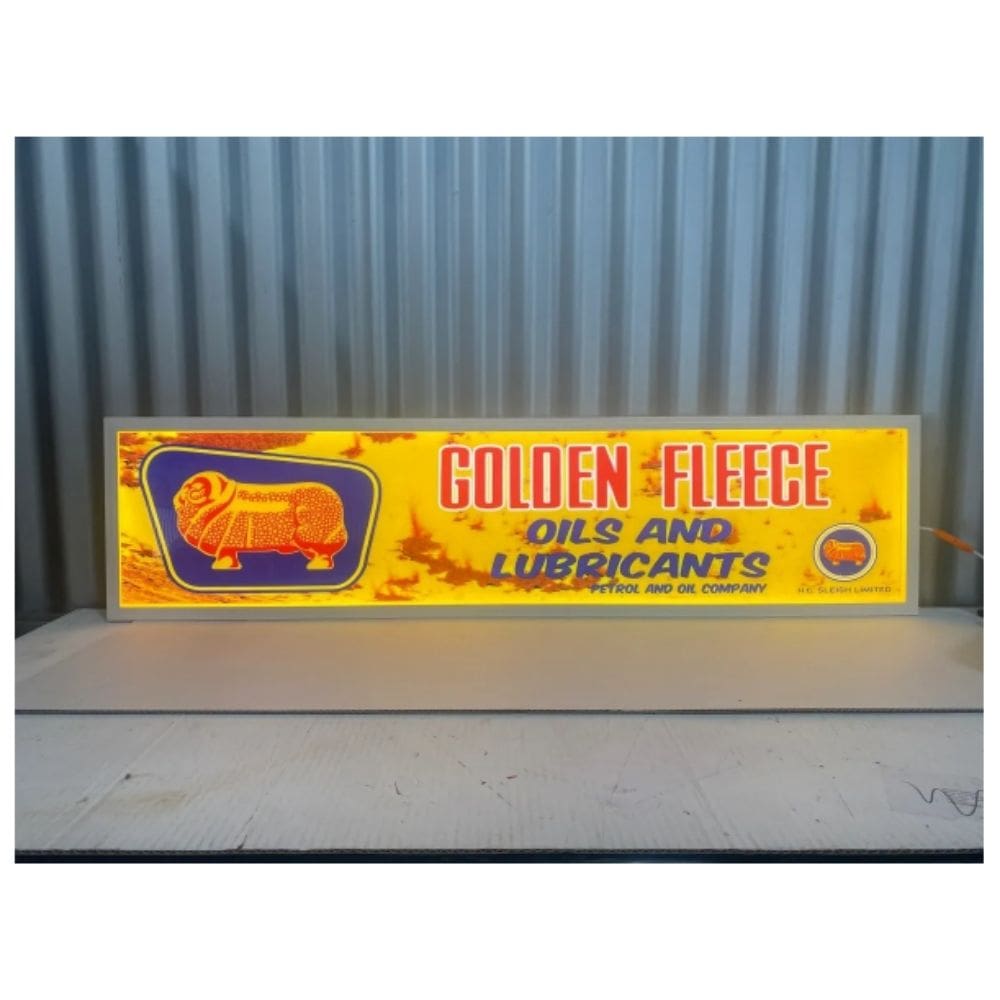 GOLDEN FLEECE
OILS AND
LUBRICANTS
PETROL AND OIL COMPANY
H.C. SLEIGH LIMITED